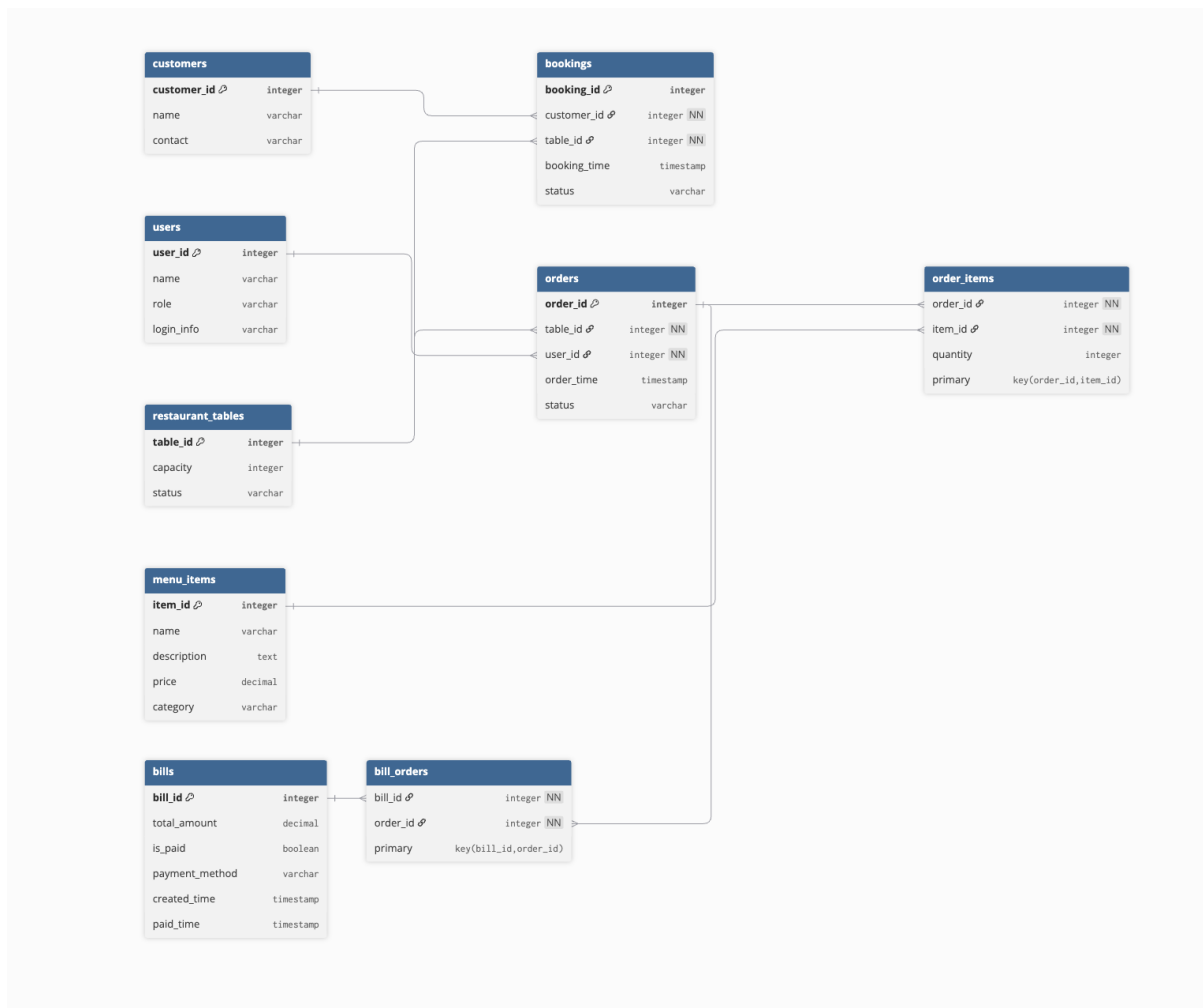 customers
customer_id integer
name varchar
contact varchar
bookings
booking_id integer
customer_id integer NN
table_id integer NN
booking_time timestamp
status varchar
users
user_id integer
name varchar
role varchar
login_info varchar
orders
order_id integer
table_id integer NN
user_id integer NN
order_time timestamp
status varchar
order_items
order_id integer NN
item_id integer NN
quantity integer
primary key(order_id,item_id)
restaurant_tables
table_id integer
capacity integer
status varchar
menu_items
item_id integer
name varchar
description text
price decimal
category varchar
bills
bill_id integer
total_amount decimal
is_paid boolean
payment_method varchar
created_time timestamp
paid_time timestamp
bill_orders
bill_id integer NN
order_id integer NN
primary key(bill_id,order_id)